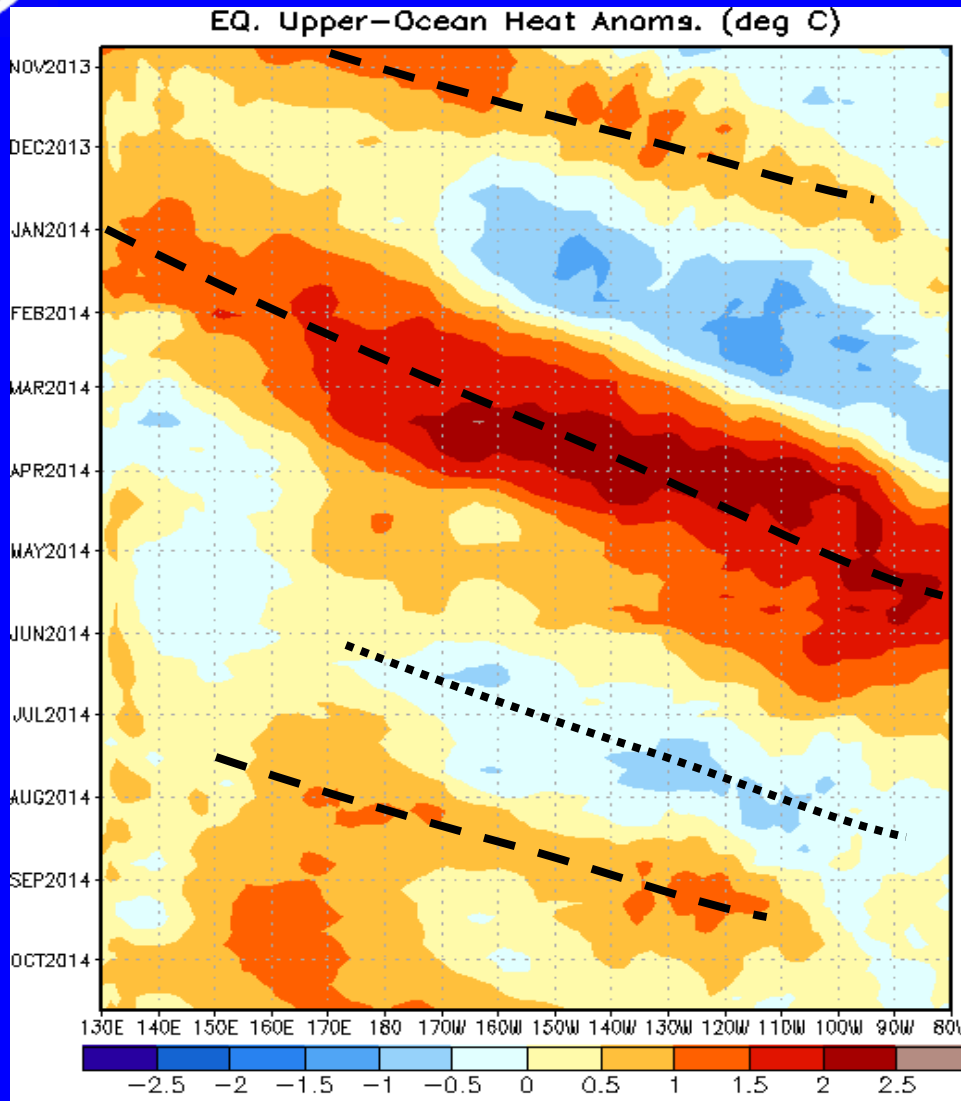 EQ. Upper-Ocean Heat Anoms. (deg C)
NOV2013
DEC2013
JAN2014
FEB2014
MAR2014
APR2014
MAY2014
JUN2014
JUL2014
AUG2014
SEP2014
OCT2014
130E 140E 150E 160E 170E 180 170W 160W 150W 140W 130W 120W 110W 100W 90W 80W
-2.5 -2 -1.5 -1 -0.5 0 0.5 1 1.5 2 2.5